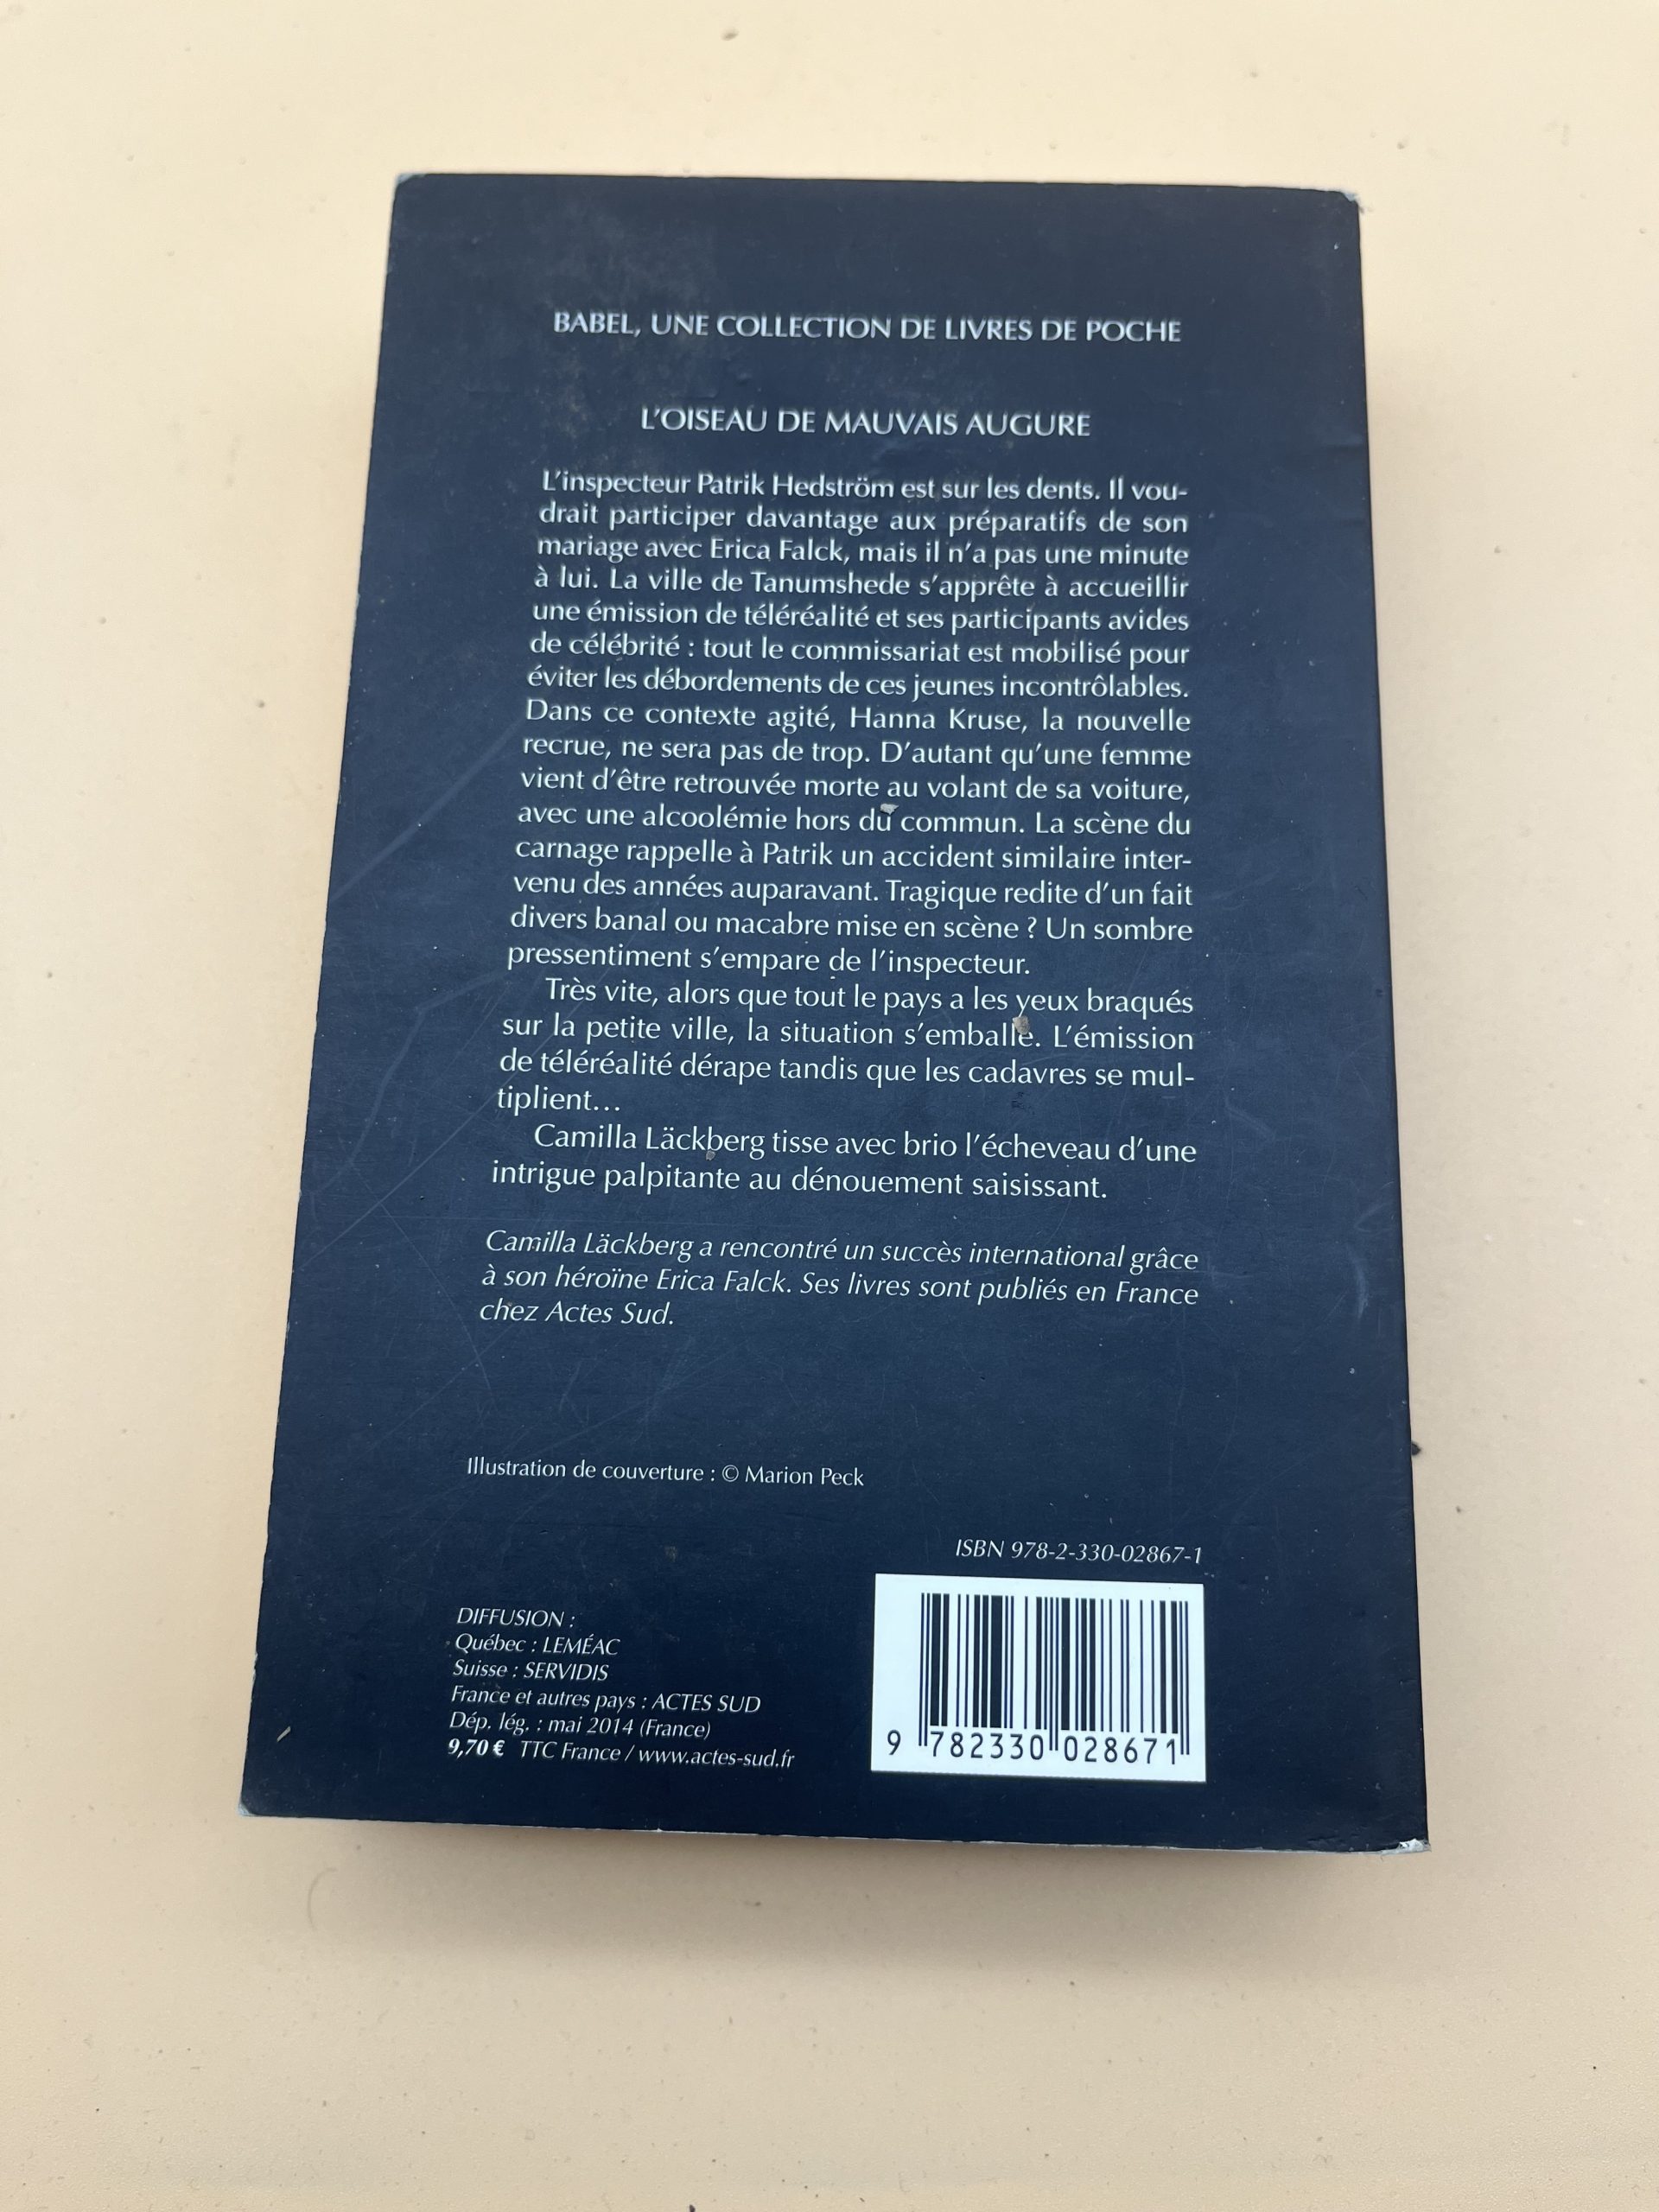 BABEL, UNE COLLECTION DE LIVRES DE POCHE
L'OISEAU DE MAUVAIS AUGURE
L'inspecteur Patrik Hedström est sur les dents. Il vou-
drait participer davantage aux préparatifs de son
mariage avec Erica Falck, mais il n'a pas une minute
à lui. La ville de Tanumshede s'apprête à accueillir
une émission de téléréalité et ses participants avides
de célébrité : tout le commissariat est mobilisé pour
éviter les débordements de ces jeunes incontrôlables.
Dans ce contexte agité, Hanna Kruse, la nouvelle
recrue, ne sera pas de trop. D'autant qu'une femme
vient d'être retrouvée morte au volant de sa voiture,
avec une alcoolémie hors du commun. La scène du
carnage rappelle à Patrik un accident similaire inter-
venu des années auparavant. Tragique redite d'un fait
divers banal ou macabre mise en scène ? Un sombre
pressentiment s'empare de l'inspecteur.
Très vite, alors que tout le pays a les yeux braqués
sur la petite ville, la situation s'emballe. L'émission
de téléréalité dérape tandis que les cadavres se mul-
tiplient...
Camilla Läckberg tisse avec brio l'écheveau d'une
intrigue palpitante au dénouement saisissant.
Camilla Läckberg a rencontré un succès international grâce
à son héroïne Erica Falck. Ses livres sont publiés en France
chez Actes Sud.
Illustration de couverture : © Marion Peck
ISBN 978-2-330-02867-1
DIFFUSION :
Québec : LEMÉAC
Suisse : SERVIDIS
France et autres pays : ACTES SUD
Dép. lég. : mai 2014 (France)
9,70 € TTC France / www.actes-sud.fr
9 782330 028671